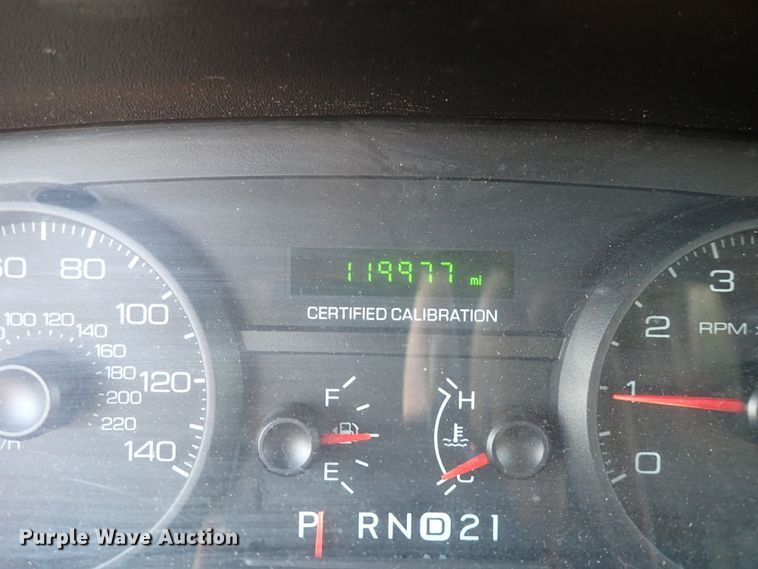 119977 mi
CERTIFIED CALIBRATION
60 80 100 120 140
100 120 140 160 180 200 220
F
E
H
C
3
2
1
0
RPM
P R N D 2 1
Purple Wave Auction